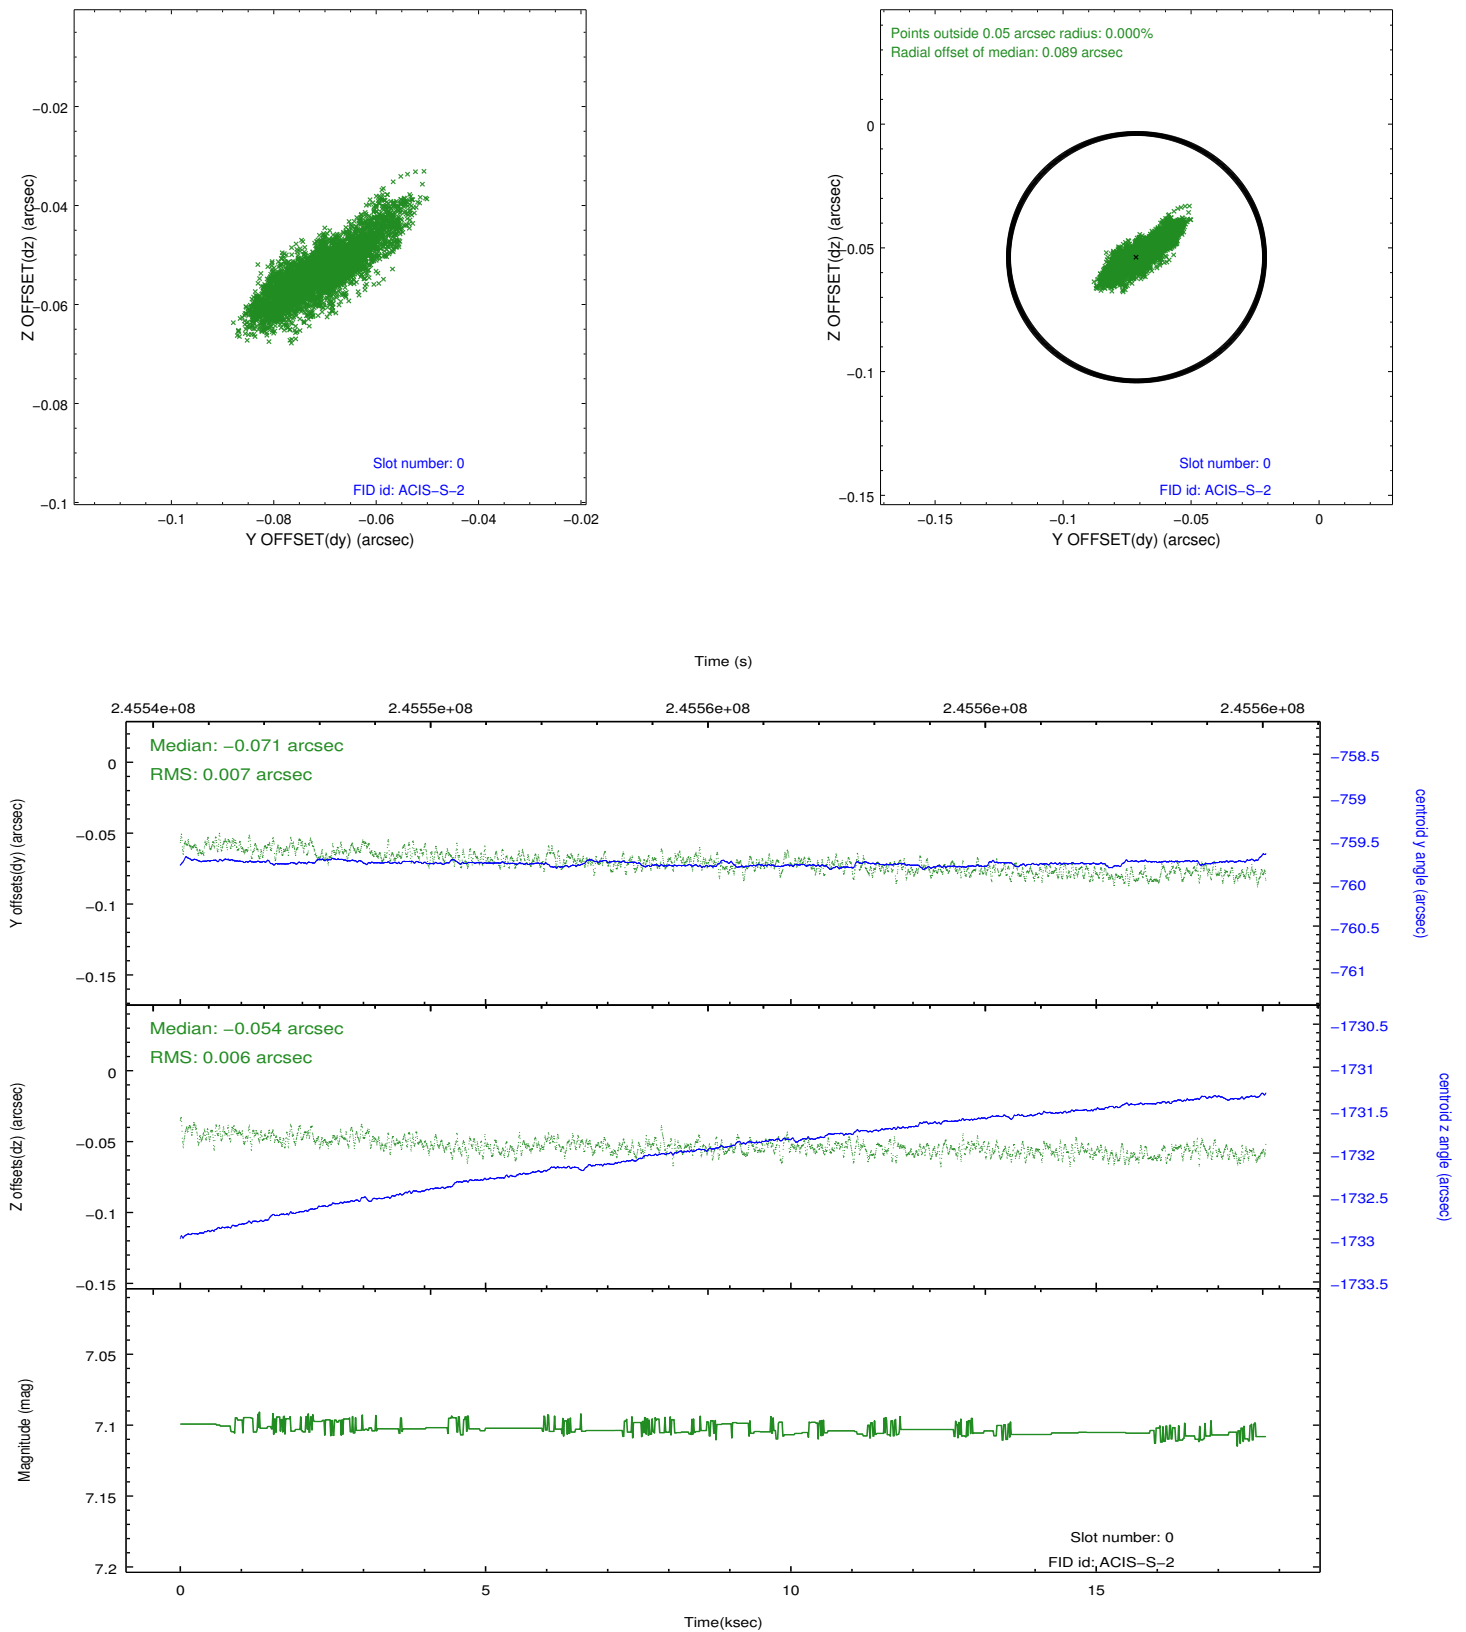 −0.02
−0.04
−0.06
−0.08
−0.1
Z OFFSET(dz) (arcsec)
Slot number: 0
FID id: ACIS−S−2
−0.1
−0.08
−0.06
−0.04
−0.02
Y OFFSET(dy) (arcsec)
Points outside 0.05 arcsec radius: 0.000%
Radial offset of median: 0.089 arcsec
0
−0.05
−0.1
−0.15
Z OFFSET(dz) (arcsec)
Slot number: 0
FID id: ACIS−S−2
−0.15
−0.1
−0.05
0
Y OFFSET(dy) (arcsec)
Time (s)
2.4554e+08
2.4555e+08
2.4556e+08
2.4556e+08
2.4556e+08
Median: −0.071 arcsec
RMS: 0.007 arcsec
0
−0.05
−0.1
−0.15
Y offsets(dy) (arcsec)
−758.5
−759
−759.5
−760
−760.5
−761
centroid y angle (arcsec)
Median: −0.054 arcsec
RMS: 0.006 arcsec
0
−0.05
−0.1
−0.15
Z offsets(dz) (arcsec)
−1730.5
−1731
−1731.5
−1732
−1732.5
−1733
−1733.5
centroid z angle (arcsec)
7.05
7.1
7.15
7.2
Magnitude (mag)
Slot number: 0
FID id: ACIS−S−2
0
5
10
15
Time(ksec)